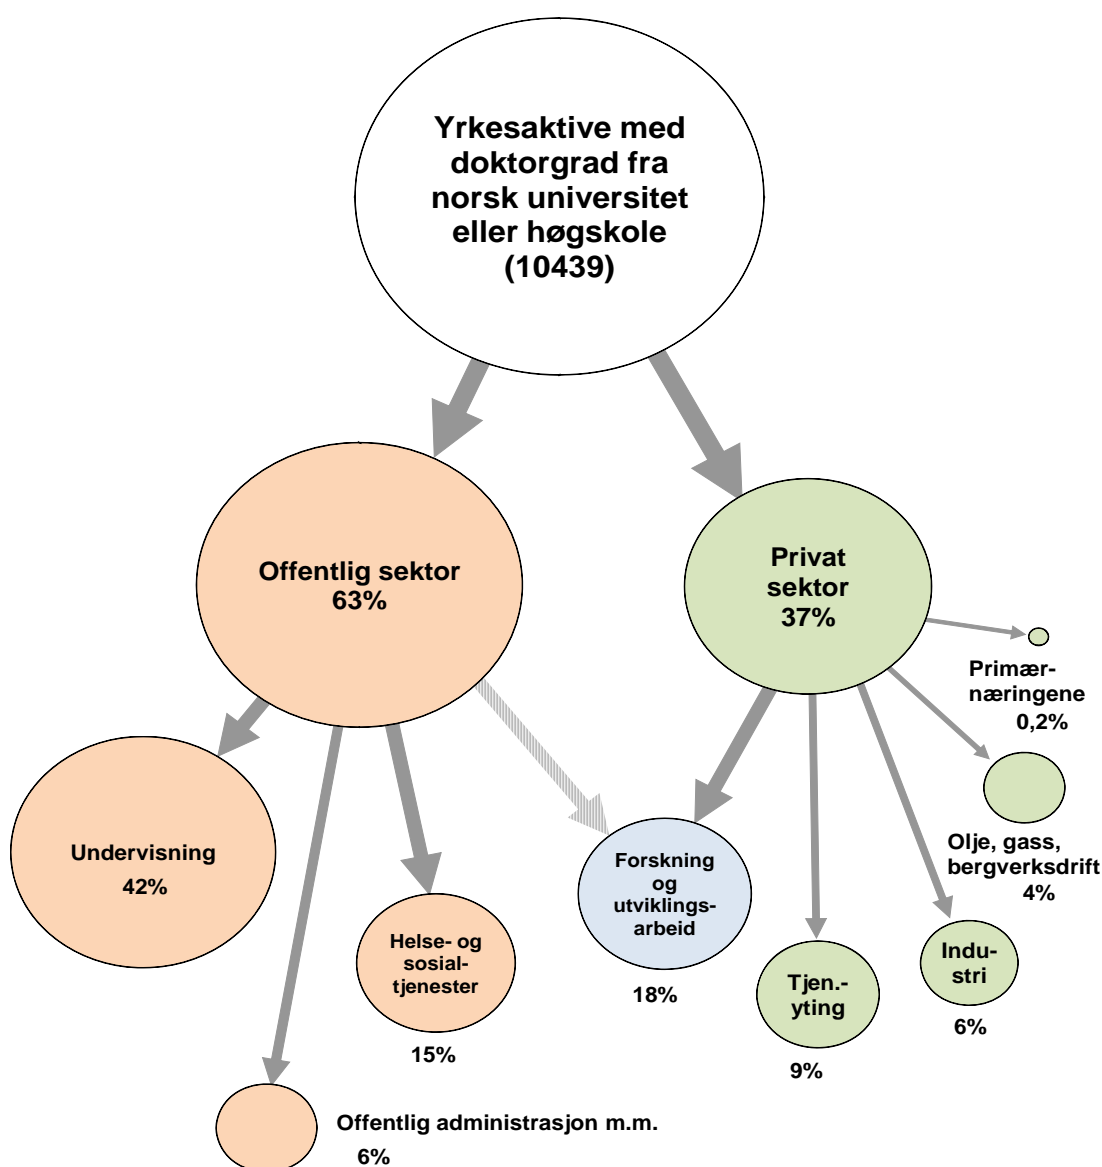 Yrkesaktive med
doktorgrad fra
norsk universitet
eller høgskole
(10439)
Offentlig sektor
63%
Privat
sektor
37%
Primær-
næringene
0,2%
Olje, gass,
bergverksdrift
4%
Undervisning
42%
Helse- og
sosial-
tjenester
15%
Forskning
og
utviklings-
arbeid
18%
Tjen.-
yting
9%
Indu-
stri
6%
Offentlig administrasjon m.m.
6%